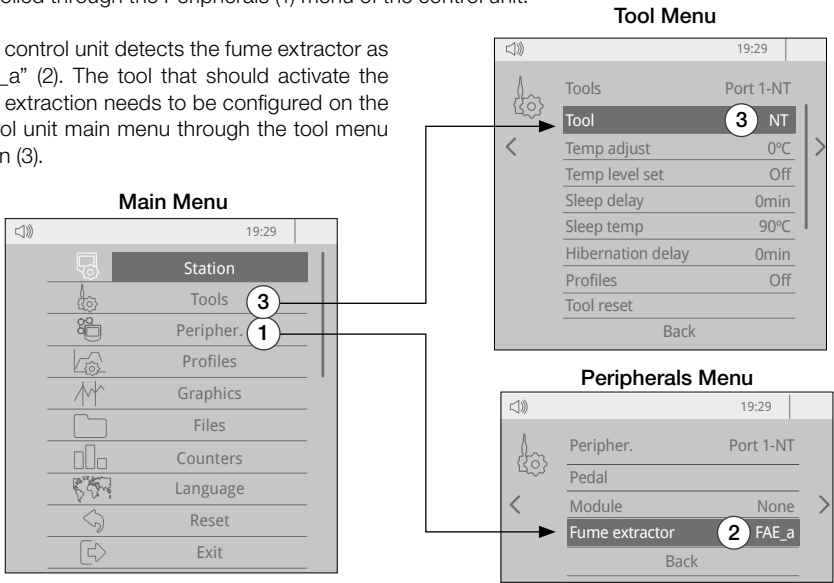 through the Peripherals (1) menu of the control unit.
control unit detects the fume extractor as
_a” (2). The tool that should activate the
extraction needs to be configured on the
unit main menu through the tool menu
(3).
Main Menu
19:29
Station
Tools 3
Peripher. 1
Profiles
Graphics
Files
Counters
Language
Reset
Exit
Tool Menu
19:29
Tools Port 1-NT
Tool 3 NT
Temp adjust 0ºC
Temp level set Off
Sleep delay 0min
Sleep temp 90ºC
Hibernation delay 0min
Profiles Off
Tool reset
Back
Peripherals Menu
19:29
Peripher. Port 1-NT
Pedal
Module None
Fume extractor 2 FAE_a
Back